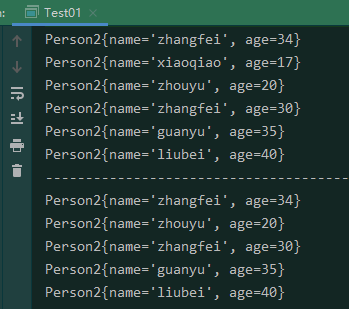 : Test01 ×
Person2{name='zhangfei', age=34}
Person2{name='xiaoqiao', age=17}
Person2{name='zhouyu', age=20}
Person2{name='zhangfei', age=30}
Person2{name='guanyu', age=35}
Person2{name='liubei', age=40}
-------------------------------------
Person2{name='zhangfei', age=34}
Person2{name='zhouyu', age=20}
Person2{name='zhangfei', age=30}
Person2{name='guanyu', age=35}
Person2{name='liubei', age=40}